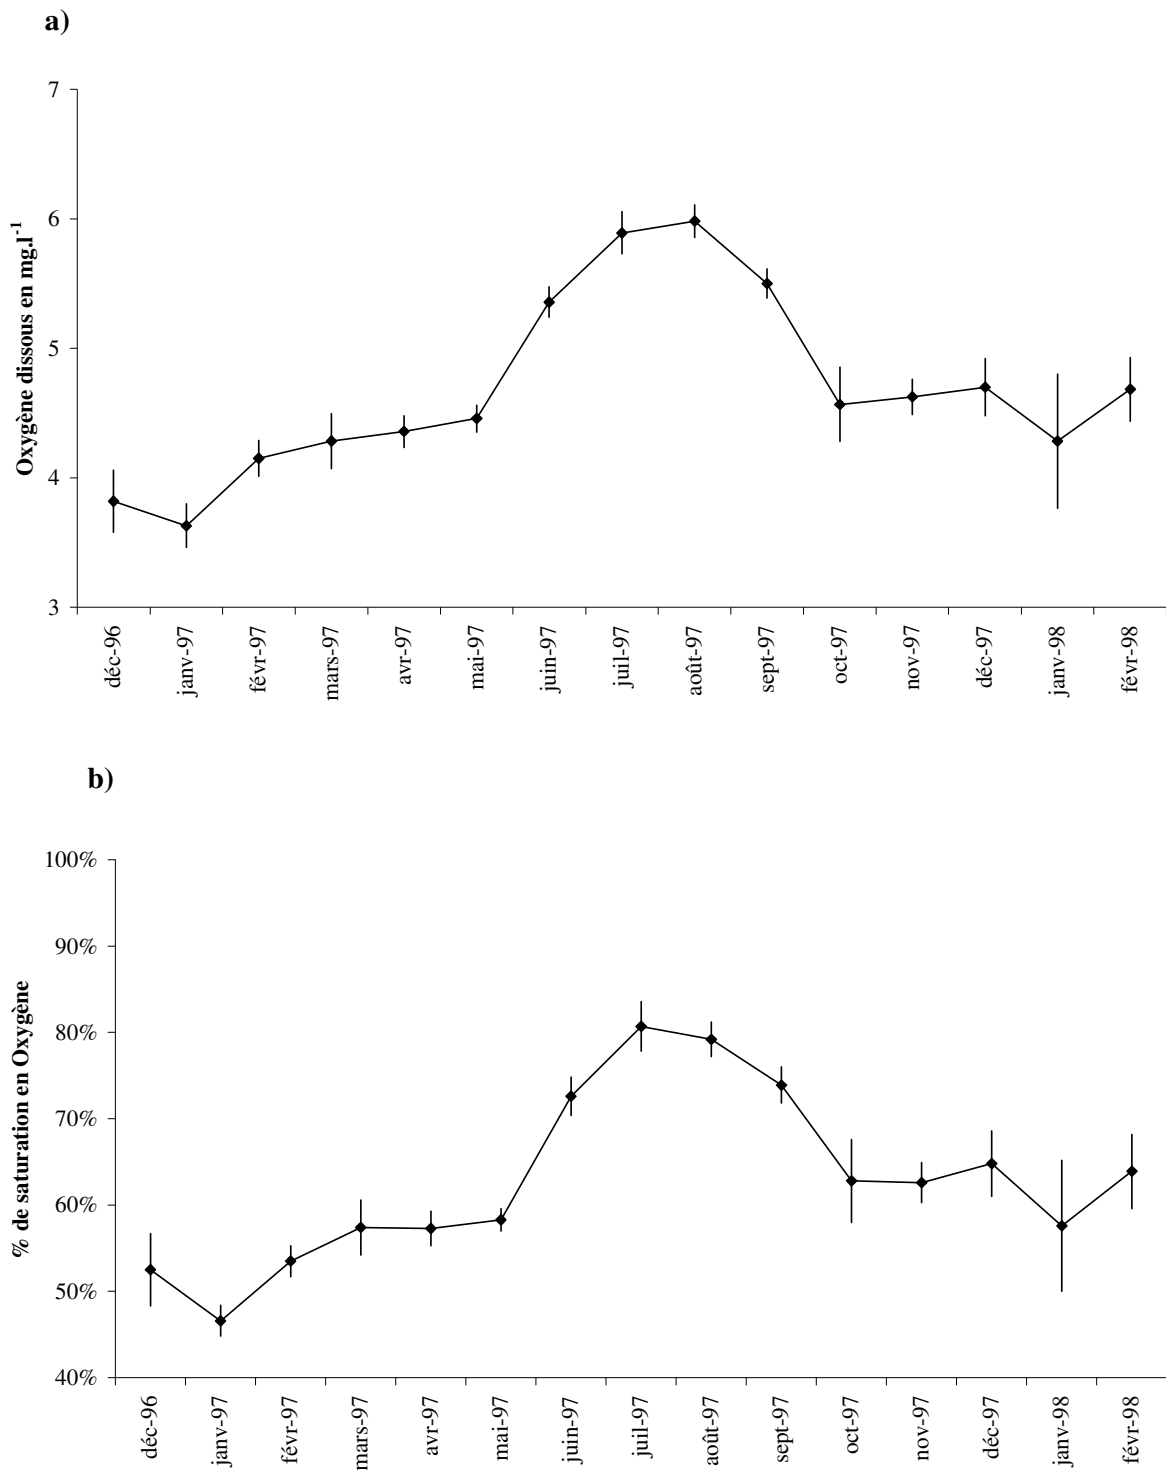 a)
7
6
5
4
3
Oxygène dissous en mg.l-1
déc-96
janv-97
févr-97
mars-97
avr-97
mai-97
juin-97
juil-97
août-97
sept-97
oct-97
nov-97
déc-97
janv-98
févr-98
b)
100%
90%
80%
70%
60%
50%
40%
% de saturation en Oxygène
déc-96
janv-97
févr-97
mars-97
avr-97
mai-97
juin-97
juil-97
août-97
sept-97
oct-97
nov-97
déc-97
janv-98
févr-98